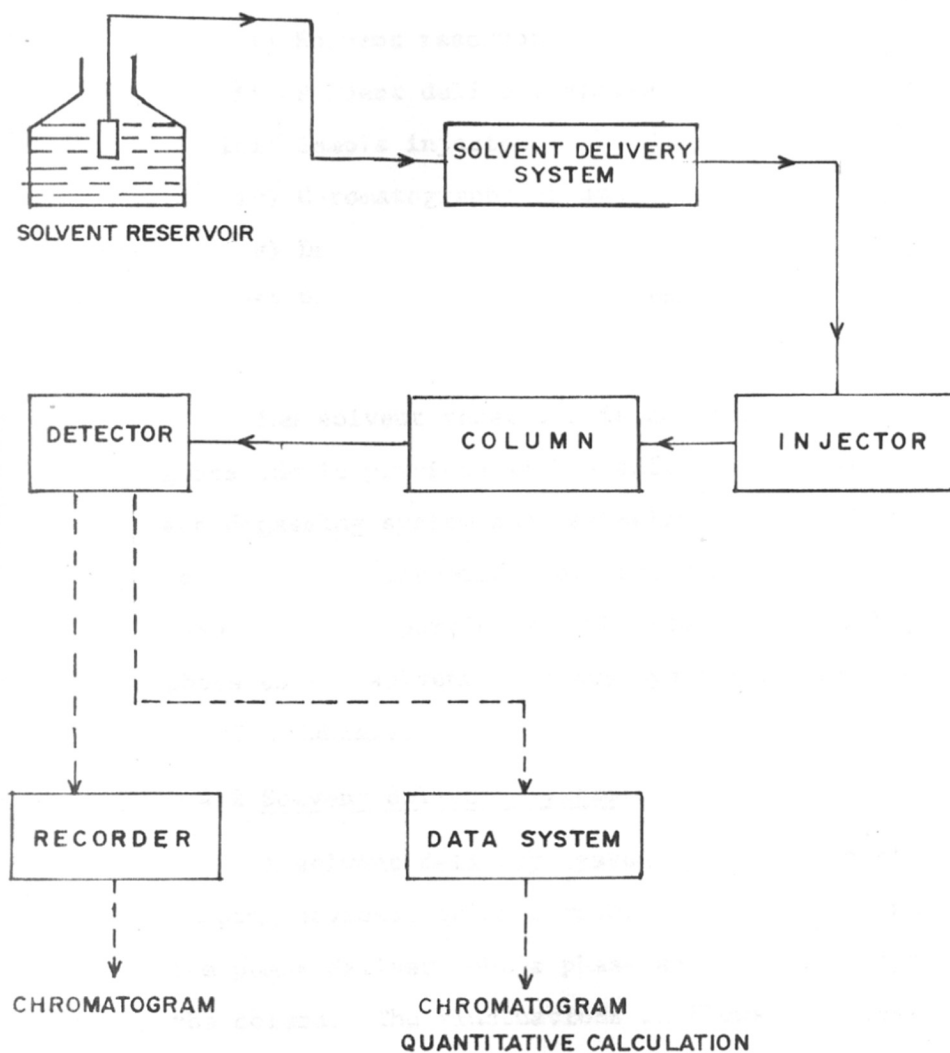 SOLVENT RESERVOIR
SOLVENT DELIVERY
SYSTEM
DETECTOR
COLUMN
INJECTOR
RECORDER
DATA SYSTEM
CHROMATOGRAM
CHROMATOGRAM
QUANTITATIVE CALCULATION